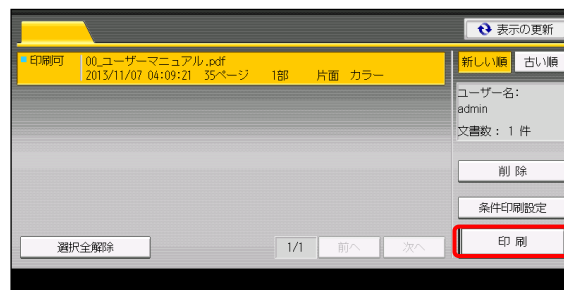 表示の更新
印刷可 00_ユーザーマニュアル.pdf
2013/11/07 04:09:21 35ページ 1部 片面 カラー
新しい順 古い順
ユーザー名:
admin
文書数: 1 件
削 除
条件印刷設定
選択全解除 1/1 前へ 次へ 印 刷